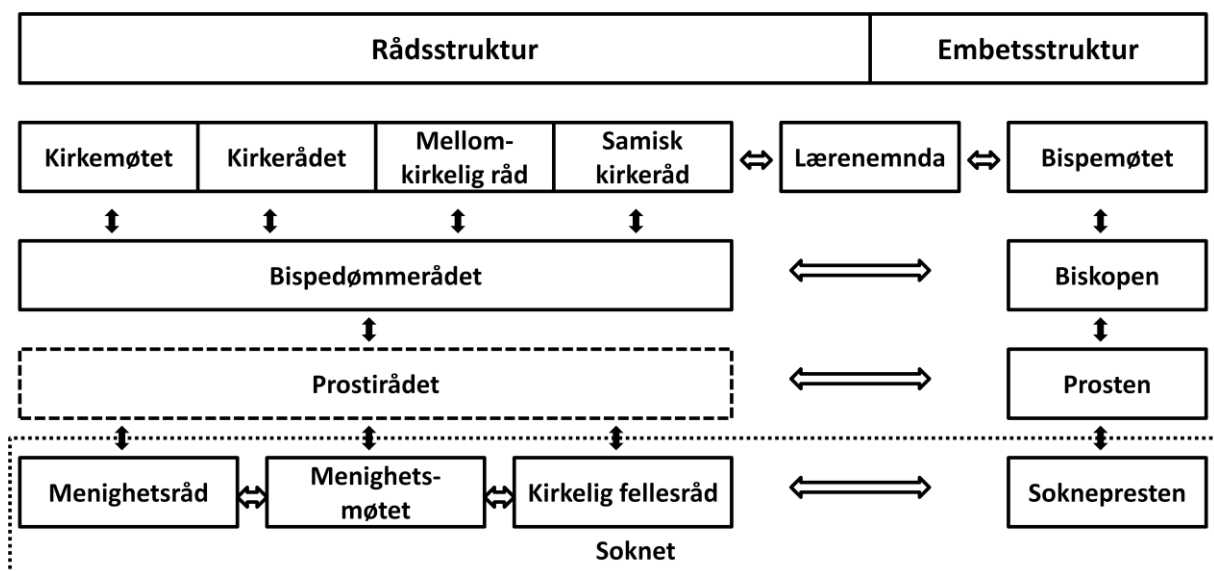 Rådsstruktur
Embetsstruktur
Kirkemøtet
Kirkerådet
Mellom-
kirkelig råd
Samisk
kirkeråd
Lærenemnda
Bispemøtet
Bispedømmerådet
Biskopen
Prostirådet
Prosten
Menighetsråd
Menighets-
møtet
Kirkelig fellesråd
Soknepresten
Soknet